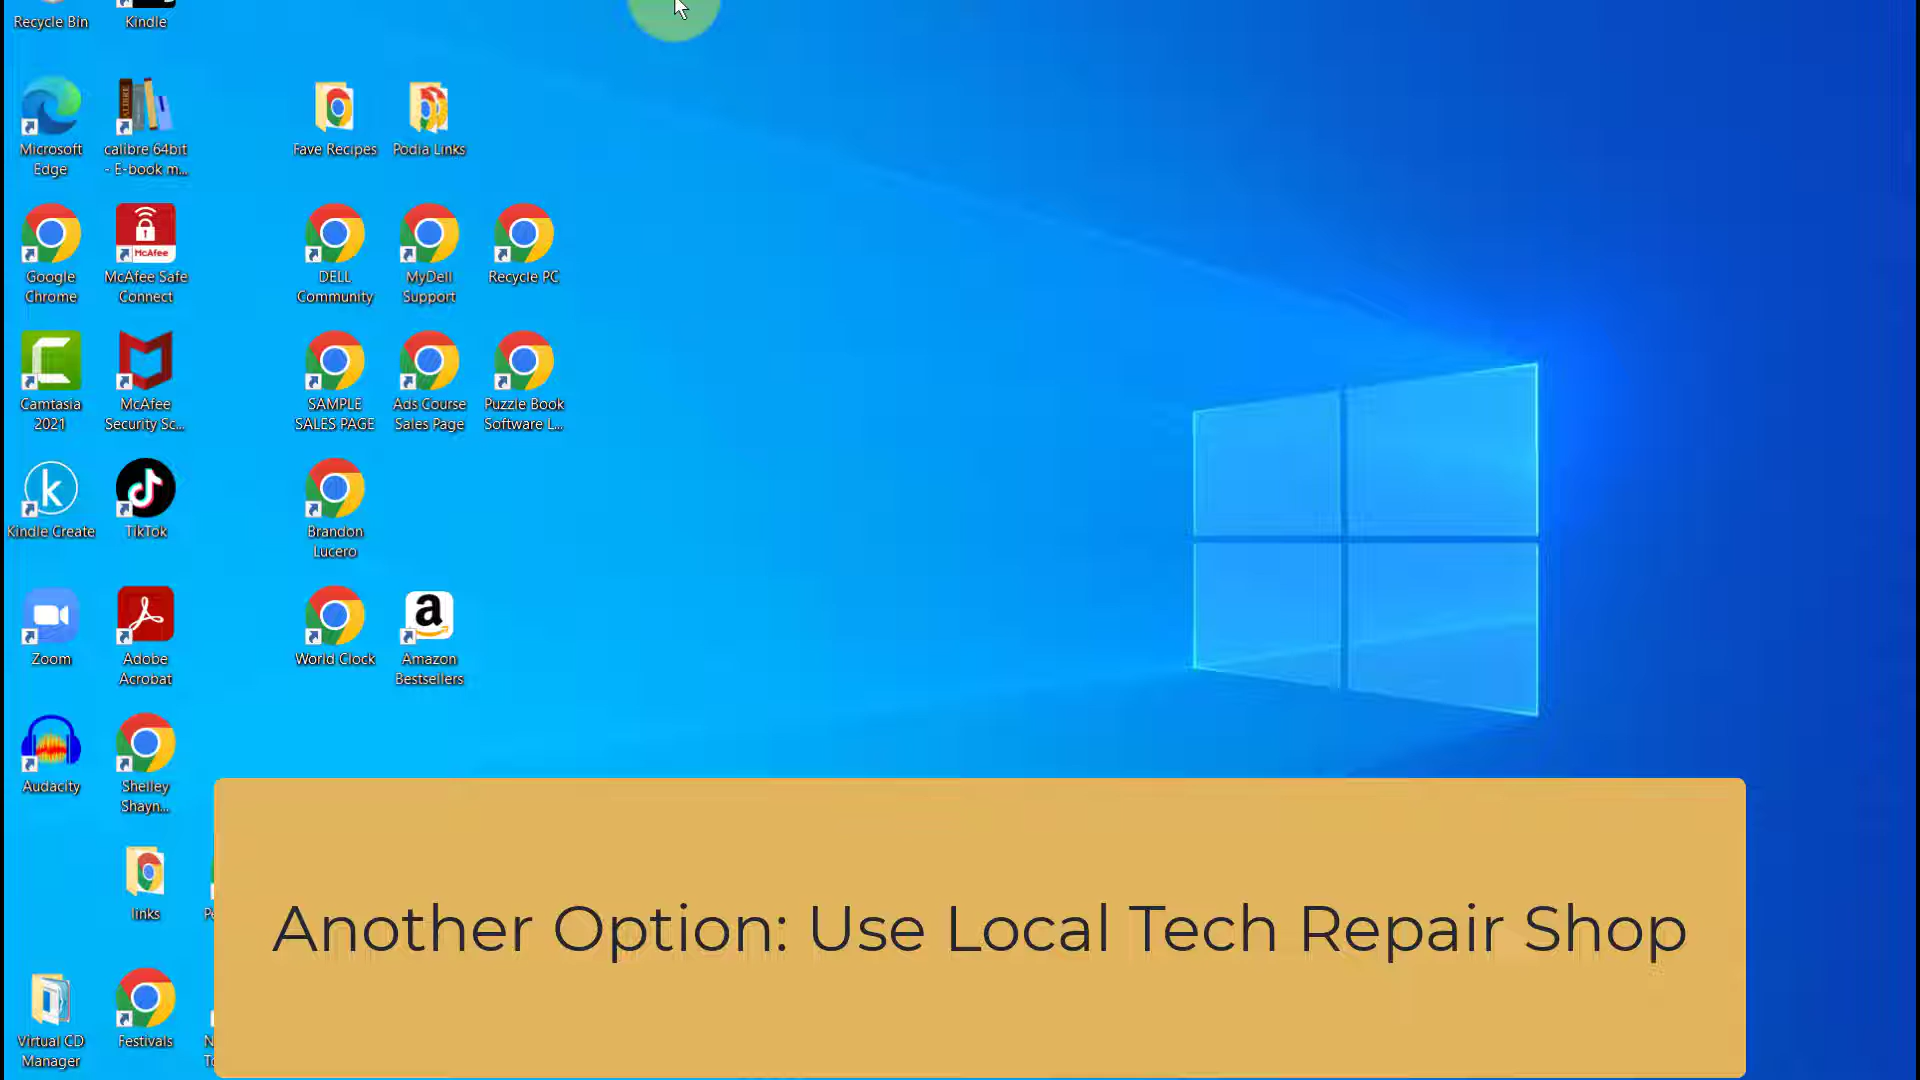 Recycle Bin
Kindle
Microsoft
Edge
calibre 64bit
- E-book m...
Fave Recipes
Podia Links
Google
Chrome
McAfee
McAfee Safe
Connect
DELL
Community
MyDell
Support
Recycle PC
Camtasia
2021
McAfee
Security Sc...
SAMPLE
SALES PAGE
Ads Course
Sales Page
Puzzle Book
Software L...
Kindle Create
TikTok
Brandon
Lucero
Zoom
Adobe
Acrobat
World Clock
Amazon
Bestsellers
Audacity
Shelley
Shayn...
links
Virtual CD
Manager
Festivals
Another Option: Use Local Tech Repair Shop